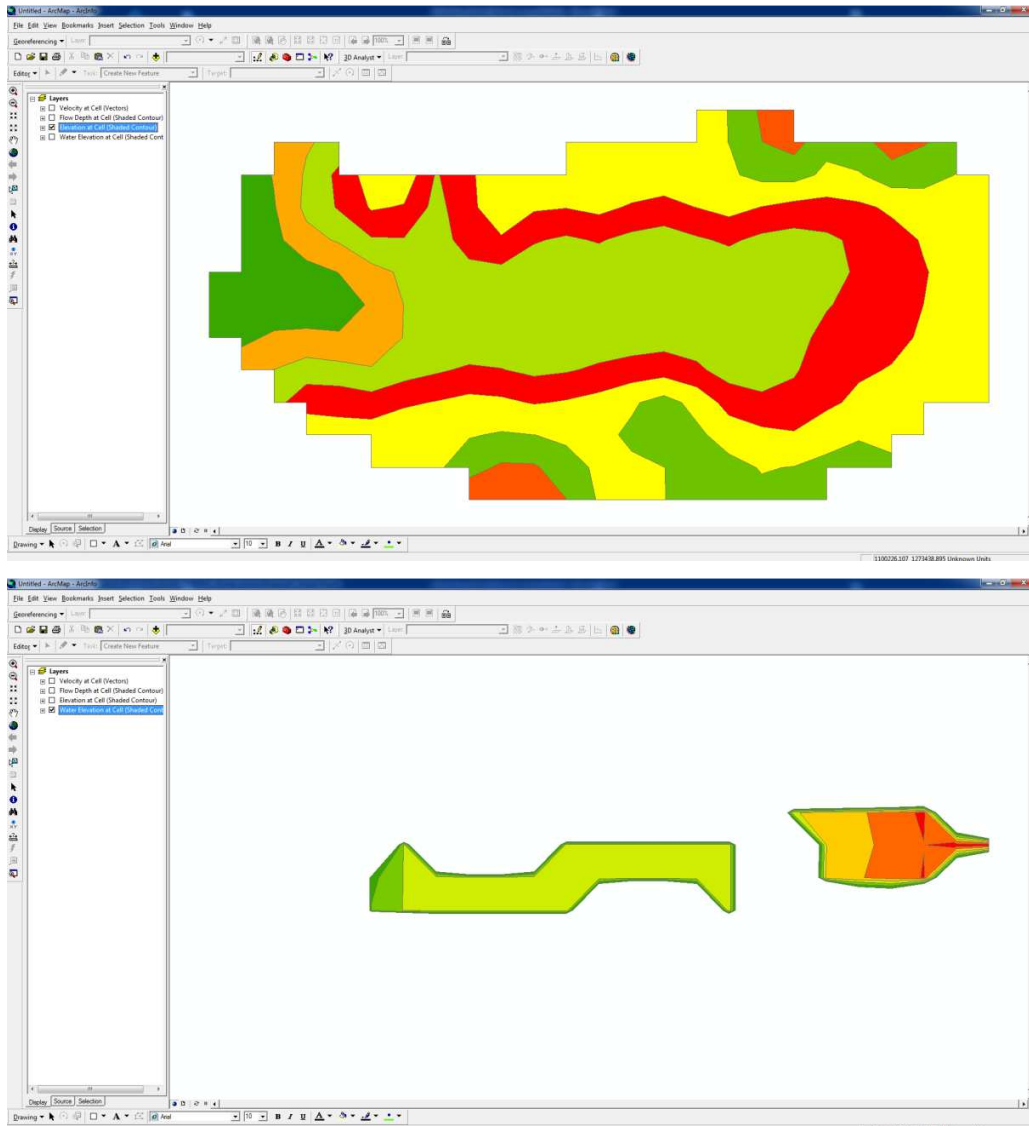 Untitled - ArcMap - ArcInfo
File Edit View Bookmarks Insert Selection Tools Window Help
Georeferencing Layer: 100%
3D Analyst Layer:
Editor Task: Create New Feature Target:
Layers
Velocity at Cell (Vectors)
Flow Depth at Cell (Shaded Contour)
Elevation at Cell (Shaded Contour)
Water Elevation at Cell (Shaded Cont
Display Source Selection
Drawing A Arial 10 B I U A
1100226.107 1273438.895 Unknown Units
Untitled - ArcMap - ArcInfo
File Edit View Bookmarks Insert Selection Tools Window Help
Georeferencing Layer: 100%
3D Analyst Layer:
Editor Task: Create New Feature Target:
Layers
Velocity at Cell (Vectors)
Flow Depth at Cell (Shaded Contour)
Elevation at Cell (Shaded Contour)
Water Elevation at Cell (Shaded Cont
Display Source Selection
Drawing A Arial 10 B I U A